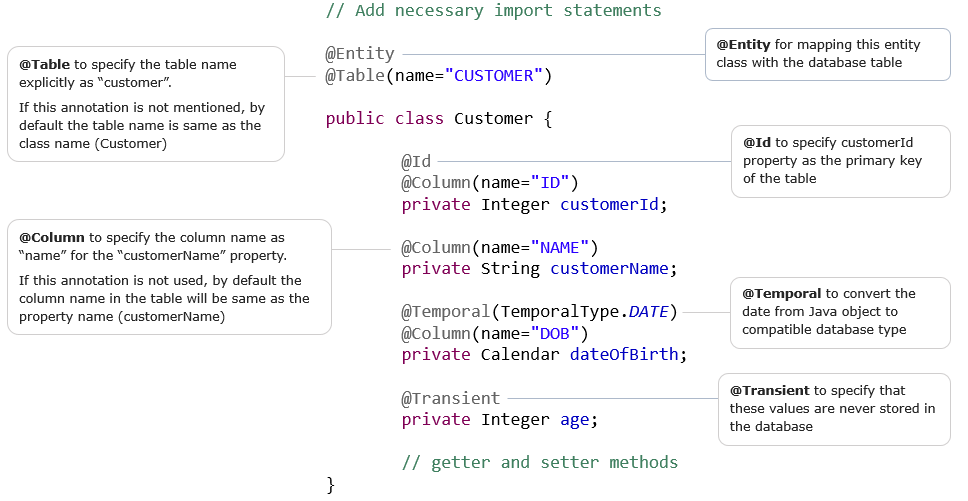 // Add necessary import statements
@Entity
@Table(name="CUSTOMER")
public class Customer {
@Id
@Column(name="ID")
private Integer customerId;
@Column(name="NAME")
private String customerName;
@Temporal(TemporalType.DATE)
@Column(name="DOB")
private Calendar dateOfBirth;
@Transient
private Integer age;
// getter and setter methods
}
@Table to specify the table name
explicitly as “customer”.
If this annotation is not mentioned, by
default the table name is same as the
class name (Customer)
@Column to specify the column name as
“name” for the “customerName” property.
If this annotation is not used, by default the
column name in the table will be same as the
property name (customerName)
@Entity for mapping this entity
class with the database table
@Id to specify customerId
property as the primary key
of the table
@Temporal to convert the
date from Java object to
compatible database type
@Transient to specify that
these values are never stored in
the database